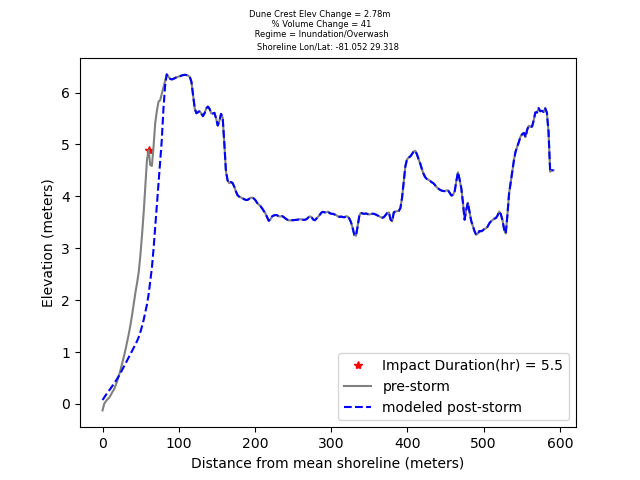 Dune Crest Elev Change = 2.78m
% Volume Change = 41
Regime = Inundation/Overwash
Shoreline Lon/Lat: -81.052 29.318
6
5
4
3
2
1
0
Elevation (meters)
Impact Duration(hr) = 5.5
pre-storm
modeled post-storm
0 100 200 300 400 500 600
Distance from mean shoreline (meters)